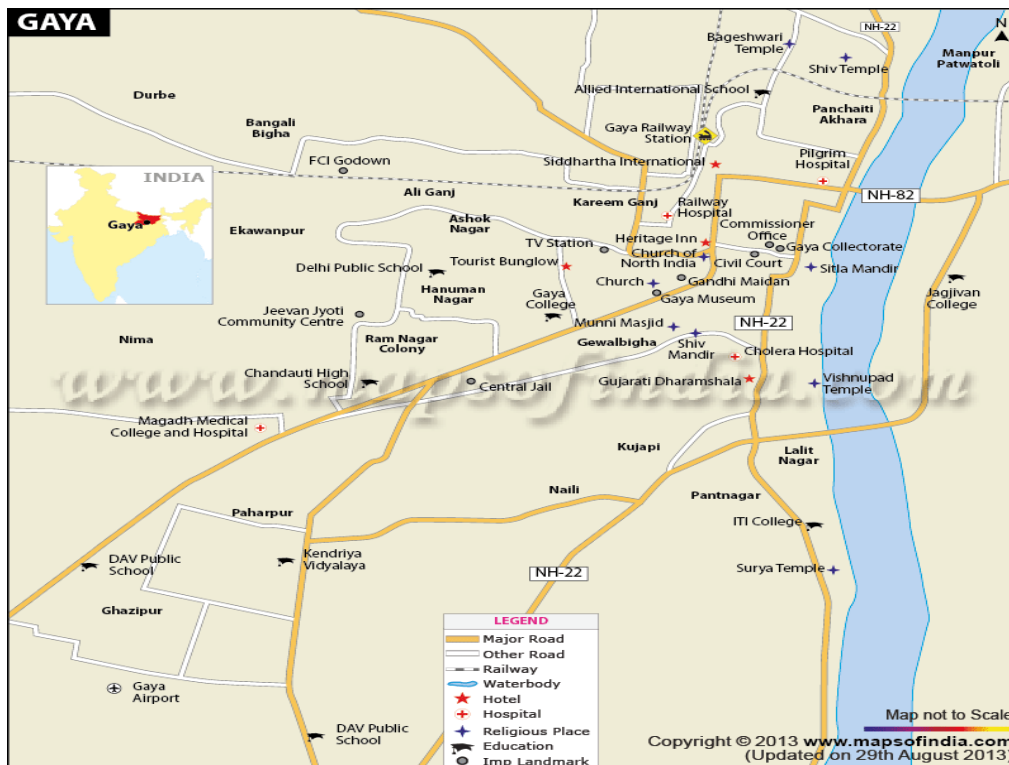 GAYA
NH-22
N
Bageshwari
Temple
Shiv Temple
Manpur
Patwatoli
Durbe
Allied International School
Panchaiti
Akhara
Bangali
Bigha
Gaya Railway
Station
FCI Godown
Siddhartha International
Pilgrim
Hospital
INDIA
Gaya
Ali Ganj
Kareem Ganj
NH-82
Railway
Hospital
Ekawanpur
Ashok
Nagar
TV Station
Heritage Inn
Commissioner
Office
Gaya Collectorate
Church of
North India
Civil Court
Sitla Mandir
Delhi Public School
Tourist Bunglow
Hanuman
Nagar
Church
Gandhi Maidan
Gaya Museum
Gaya
College
Jagjivan
College
Jeevan Jyoti
Community Centre
Nima
Ram Nagar
Colony
Munni Masjid
NH-22
Gewalbigha
Shiv
Mandir
Cholera Hospital
www.mapsofindia.com
Chandauti High
School
Central Jail
Gujarati Dharamshala
Vishnupad
Temple
Magadh Medical
College and Hospital
Kujapi
Lalit
Nagar
Naili
Pantnagar
Paharpur
ITI College
DAV Public
School
Kendriya
Vidyalaya
NH-22
Surya Temple
Ghazipur
LEGEND
Major Road
Other Road
Railway
Waterbody
Hotel
Hospital
Religious Place
Education
Imp Landmark
Gaya
Airport
DAV Public
School
Map not to Scale
Copyright © 2013 www.mapsofindia.com
(Updated on 29th August 2013)